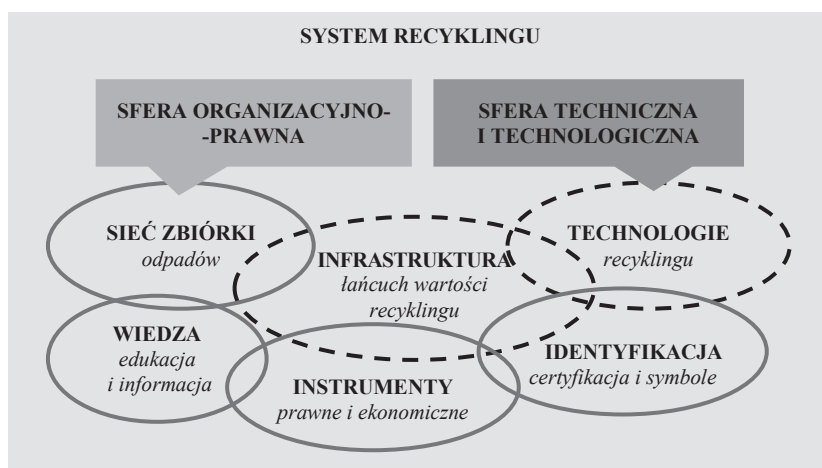 SYSTEM RECYKLINGU
SFERA ORGANIZACYJNO-
-PRAWNA
SFERA TECHNICZNA
I TECHNOLOGICZNA
SIEĆ ZBIÓRKI
odpadów
INFRASTRUKTURA
łańcuch wartości
recyklingu
TECHNOLOGIE
recyklingu
WIEDZA
edukacja
i informacja
INSTRUMENTY
prawne i ekonomiczne
IDENTYFIKACJA
certyfikacja i symbole